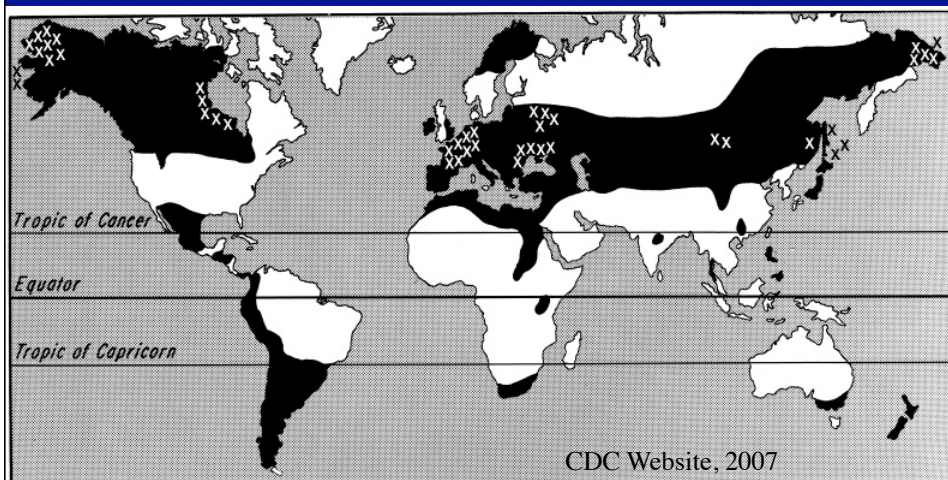 Tropic of Cancer
Equator
Tropic of Capricorn
CDC Website, 2007